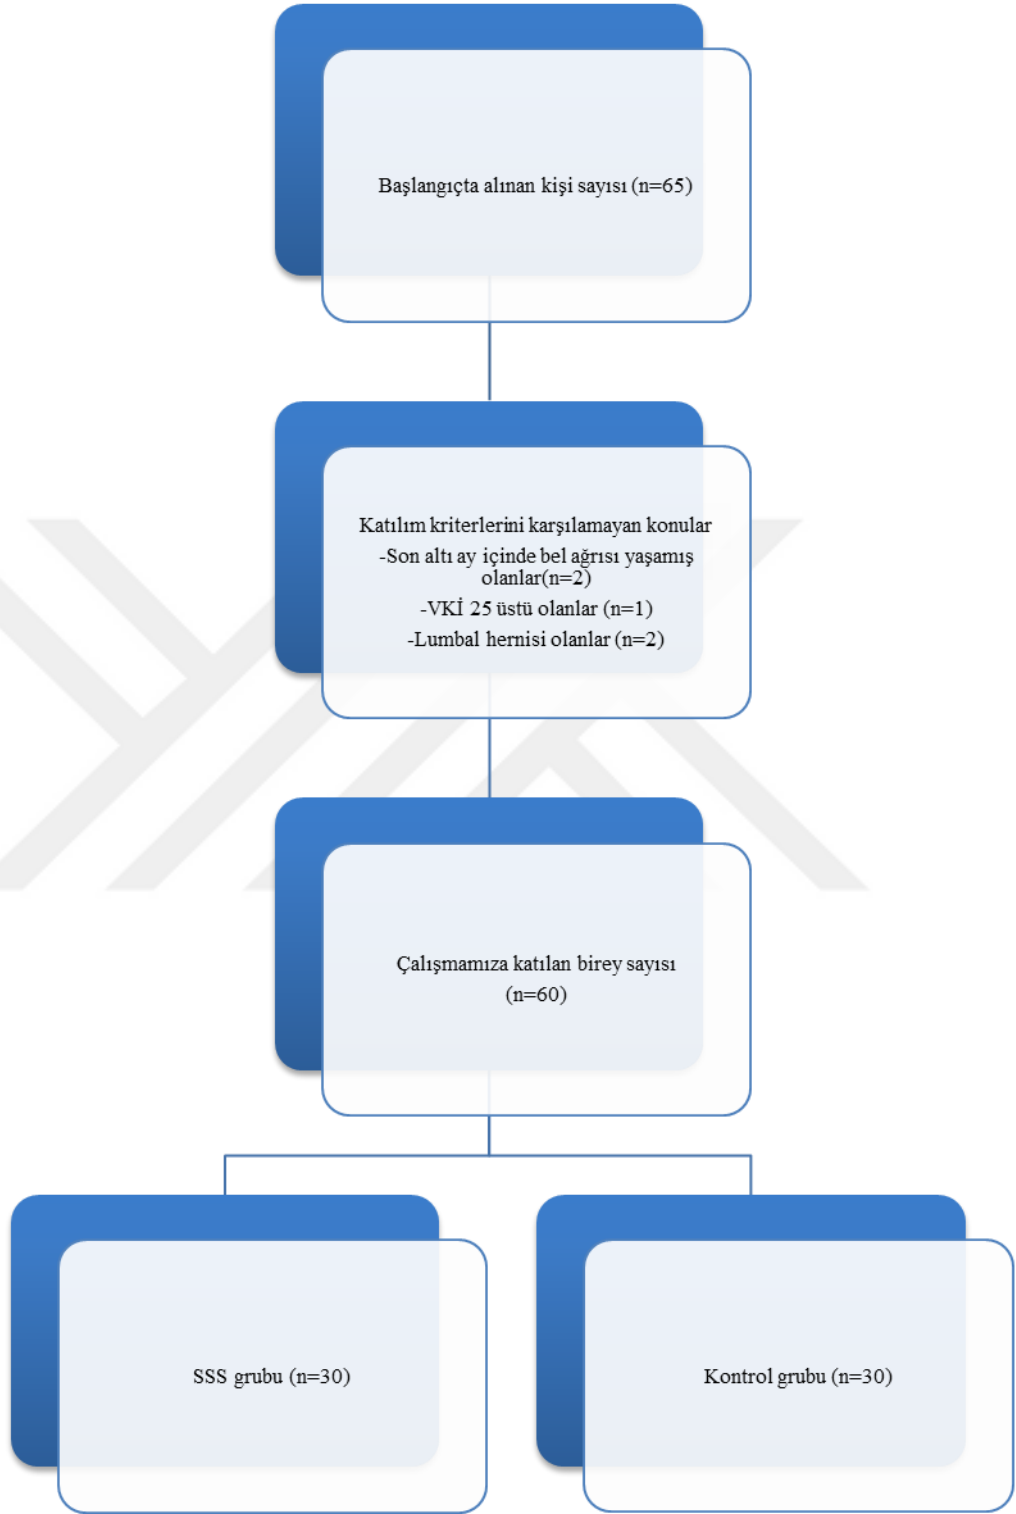 Başlangıçta alınan kişi sayısı (n=65)
Katılım kriterlerini karşılamayan konular
-Son altı ay içinde bel ağrısı yaşamış
olanlar(n=2)
-VKİ 25 üstü olanlar (n=1)
-Lumbal hernisi olanlar (n=2)
Çalışmamıza katılan birey sayısı
(n=60)
SSS grubu (n=30)
Kontrol grubu (n=30)